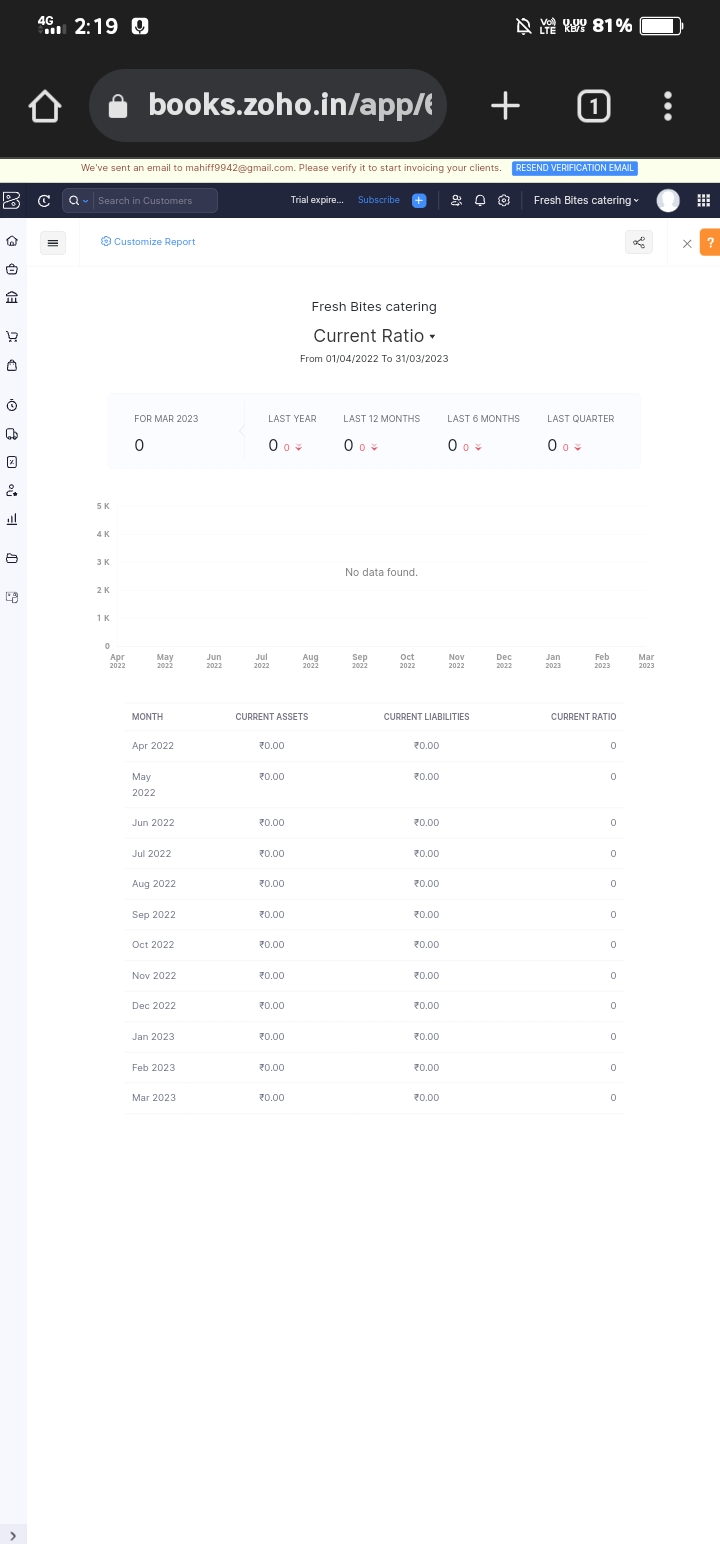 4G 2:19 Vo) LTE 0.00 KB/s 81%
books.zoho.in/app/6
1
We've sent an email to mahiff9942@gmail.com. Please verify it to start invoicing your clients. RESEND VERIFICATION EMAIL
Search in Customers Trial expire... Subscribe + Fresh Bites catering
Customize Report ?
Fresh Bites catering
Current Ratio
From 01/04/2022 To 31/03/2023
FOR MAR 2023 LAST YEAR LAST 12 MONTHS LAST 6 MONTHS LAST QUARTER
0 0 0 0 0 0 0 0 0
5 K
4 K
3 K
No data found.
2 K
1 K
0
Apr May Jun Jul Aug Sep Oct Nov Dec Jan Feb Mar
2022 2022 2022 2022 2022 2022 2022 2022 2022 2023 2023 2023
MONTH CURRENT ASSETS CURRENT LIABILITIES CURRENT RATIO
Apr 2022 ₹0.00 ₹0.00 0
May ₹0.00 ₹0.00 0
2022
Jun 2022 ₹0.00 ₹0.00 0
Jul 2022 ₹0.00 ₹0.00 0
Aug 2022 ₹0.00 ₹0.00 0
Sep 2022 ₹0.00 ₹0.00 0
Oct 2022 ₹0.00 ₹0.00 0
Nov 2022 ₹0.00 ₹0.00 0
Dec 2022 ₹0.00 ₹0.00 0
Jan 2023 ₹0.00 ₹0.00 0
Feb 2023 ₹0.00 ₹0.00 0
Mar 2023 ₹0.00 ₹0.00 0